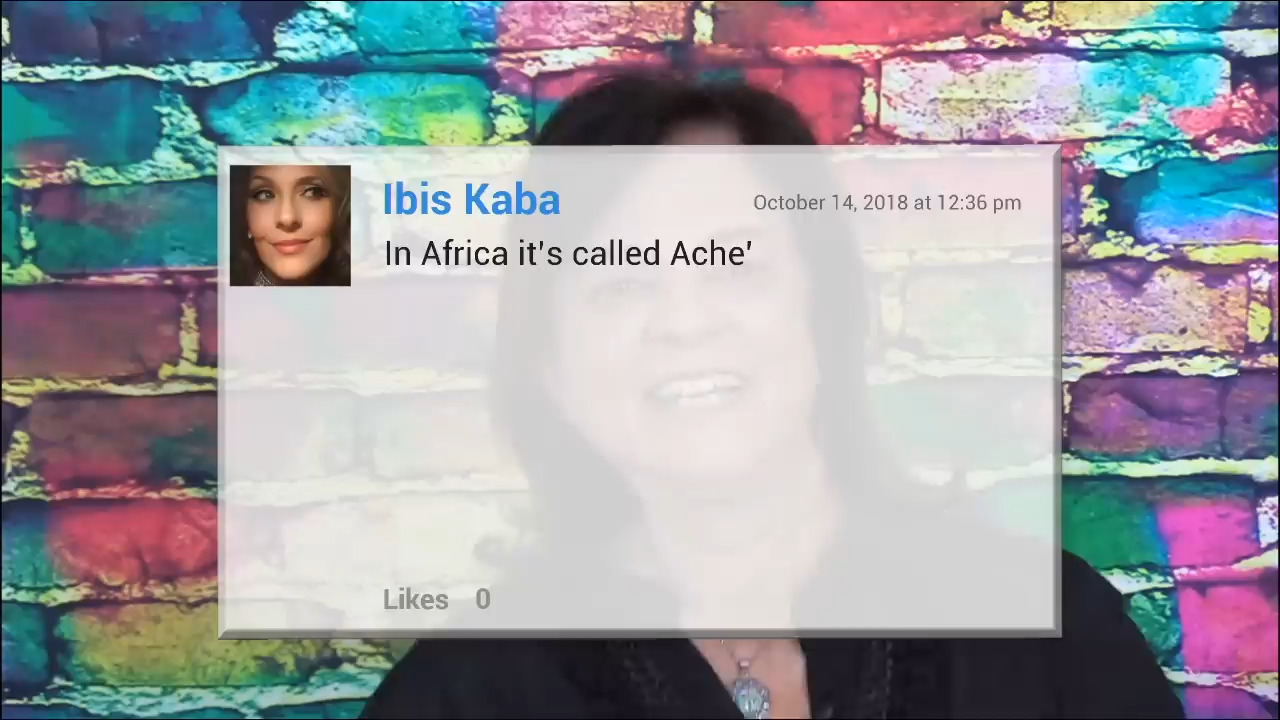 Ibis Kaba
October 14, 2018 at 12:36 pm
In Africa it's called Ache'
Likes 0